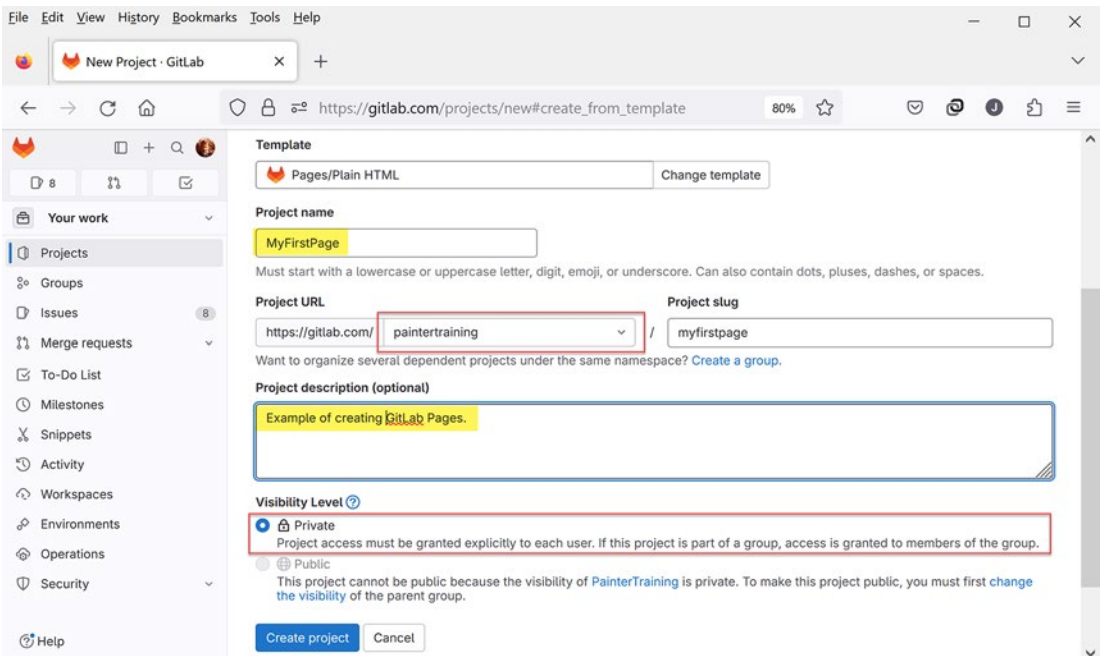 File Edit View History Bookmarks Tools Help
New Project · GitLab
https://gitlab.com/projects/new#create_from_template 80% J
Template
8
Pages/Plain HTML Change template
Your work
Project name
MyFirstPage
Projects
Must start with a lowercase or uppercase letter, digit, emoji, or underscore. Can also contain dots, pluses, dashes, or spaces.
Groups
Project URL Project slug
Issues 8
https://gitlab.com/ paintertraining / myfirstpage
Merge requests
Want to organize several dependent projects under the same namespace? Create a group.
To-Do List
Project description (optional)
Milestones
Example of creating GitLab Pages.
Snippets
Activity
Workspaces
Visibility Level
Environments
Private
Project access must be granted explicitly to each user. If this project is part of a group, access is granted to members of the group.
Operations
Public
Security
This project cannot be public because the visibility of PainterTraining is private. To make this project public, you must first change
the visibility of the parent group.
Help
Create project Cancel